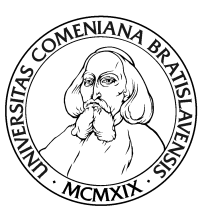 UNIVERSITAS COMENIANA BRATISLAVENSIS
· MCMXIX ·